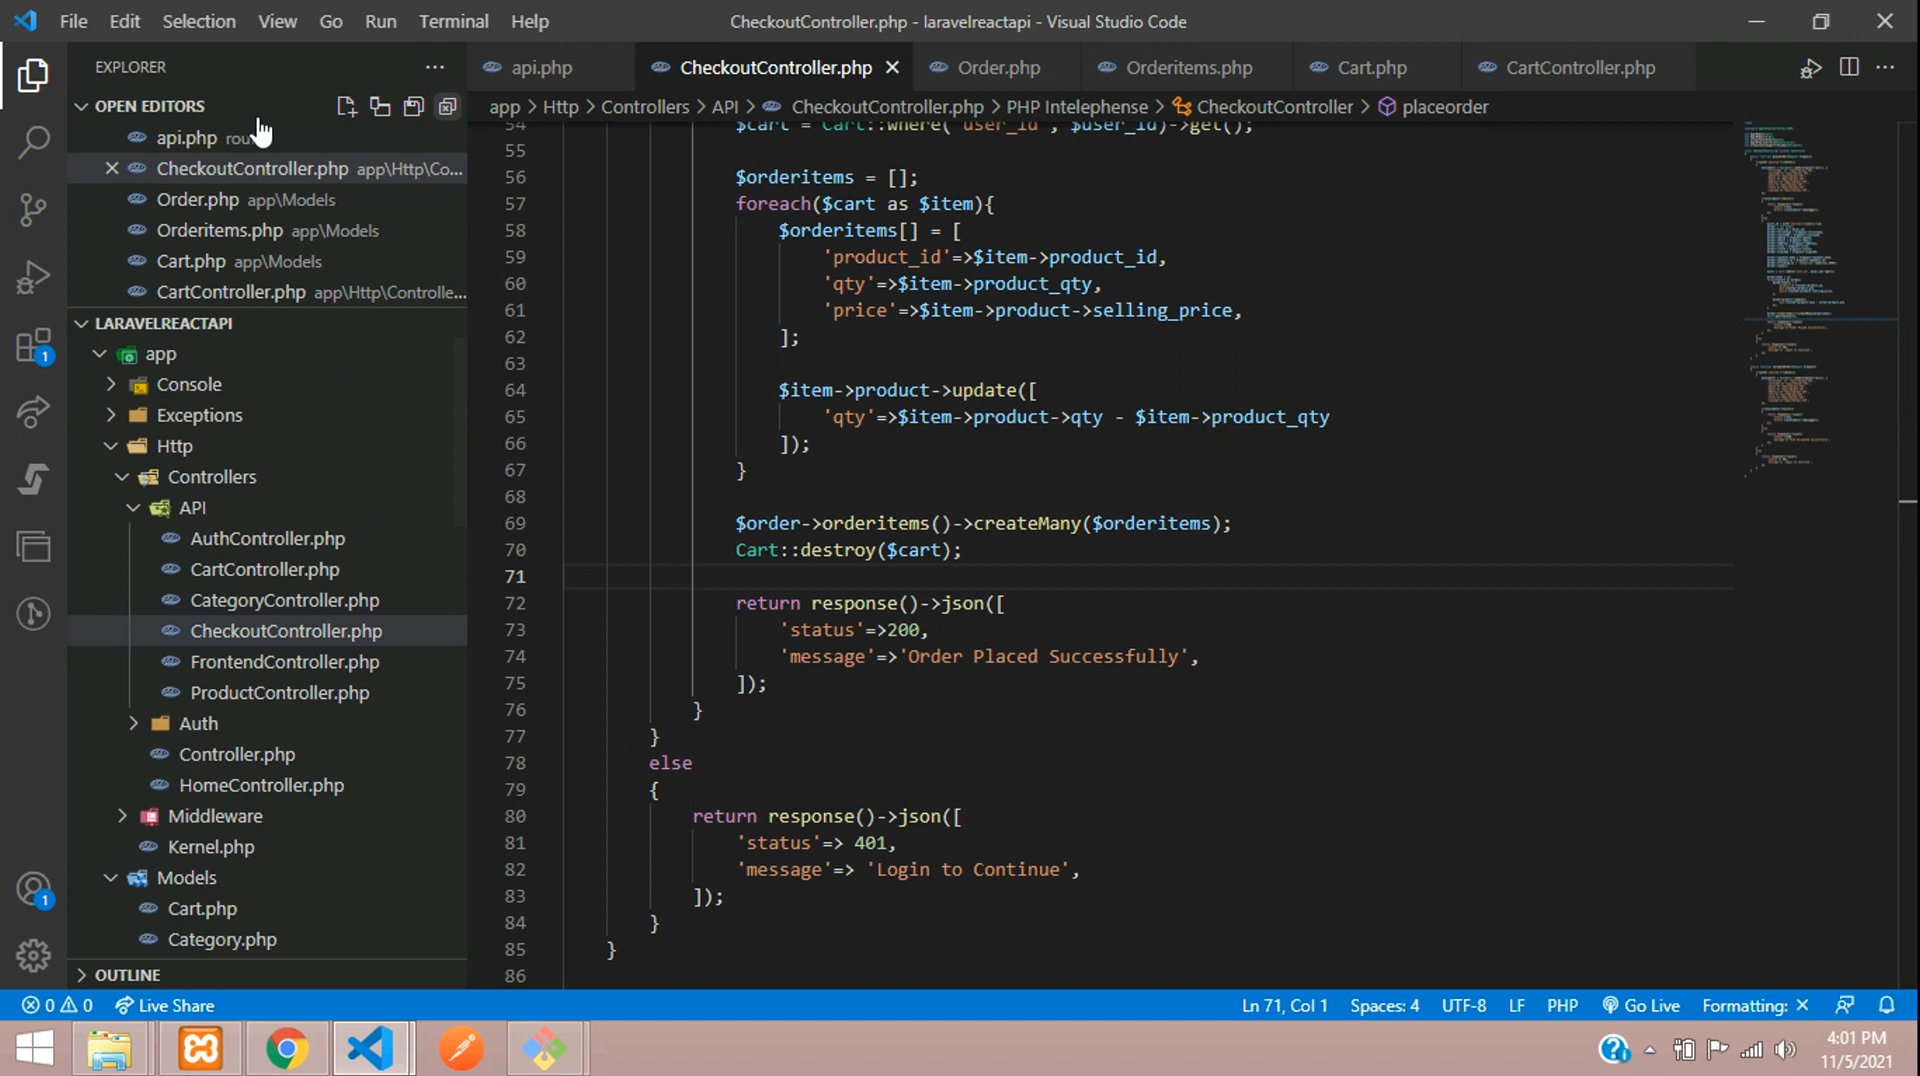 File Edit Selection View Go Run Terminal Help
CheckoutController.php - laravelreactapi - Visual Studio Code
EXPLORER
OPEN EDITORS
api.php
CheckoutController.php app\Http\Co...
Order.php app\Models
Orderitems.php app\Models
Cart.php app\Models
CartController.php app\Http\Controlle...
LARAVELREACTAPI
app
Console
Exceptions
Http
Controllers
API
AuthController.php
CartController.php
CategoryController.php
CheckoutController.php
FrontendController.php
ProductController.php
Auth
Controller.php
HomeController.php
Middleware
Kernel.php
Models
Cart.php
Category.php
OUTLINE
1
1
api.php CheckoutController.php Order.php Orderitems.php Cart.php CartController.php
app > Http > Controllers > API > CheckoutController.php > PHP Intelephense > CheckoutController > placeorder
54 $cart = Cart::where('user_id', $user_id)->get();
55
56 $orderitems = [];
57 foreach($cart as $item){
58 $orderitems[] = [
59 'product_id'=>$item->product_id,
60 'qty'=>$item->product_qty,
61 'price'=>$item->product->selling_price,
62 ];
63
64 $item->product->update([
65 'qty'=>$item->product->qty - $item->product_qty
66 ]);
67 }
68
69 $order->orderitems()->createMany($orderitems);
70 Cart::destroy($cart);
71
72 return response()->json([
73 'status'=>200,
74 'message'=>'Order Placed Successfully',
75 ]);
76 }
77 }
78 else
79 {
80 return response()->json([
81 'status'=> 401,
82 'message'=> 'Login to Continue',
83 ]);
84 }
85 }
86
0 0 Live Share
Ln 71, Col 1 Spaces: 4 UTF-8 LF PHP Go Live Formatting: ×
4:01 PM
11/5/2021